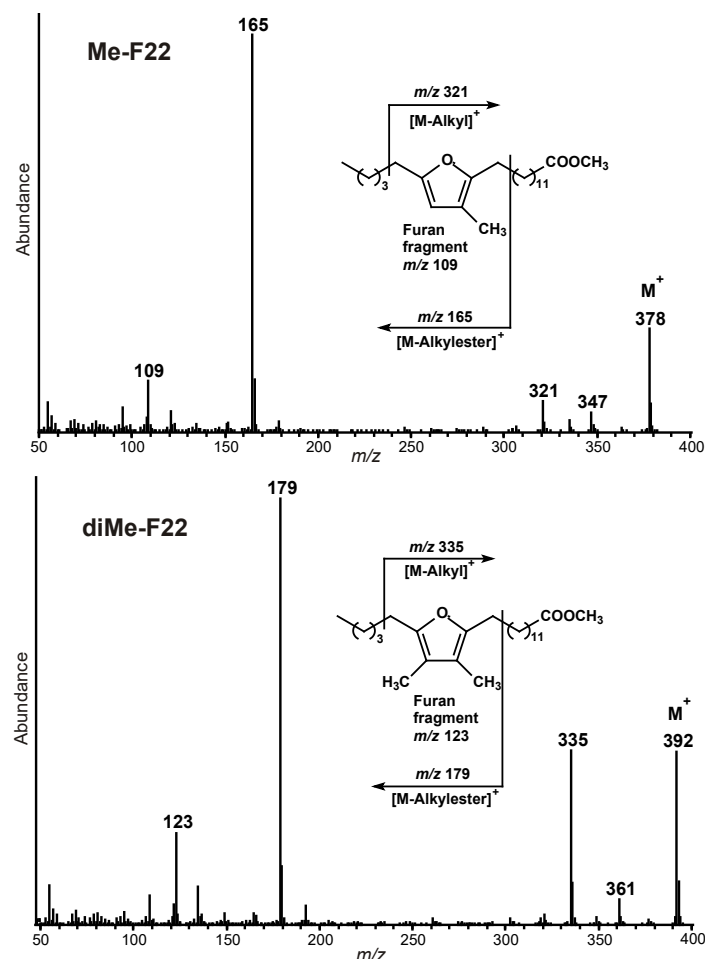 165
Me-F22
m/z 321
[M-Alkyl]+
O
COOCH3
3
11
CH3
Furan
fragment
m/z 109
m/z 165
[M-Alkylester]+
M+
378
109
321
347
Abundance
50 100 150 200 250 300 350 400
m/z
179
diMe-F22
m/z 335
[M-Alkyl]+
O
COOCH3
3
11
H3C
CH3
Furan
fragment
m/z 123
m/z 179
[M-Alkylester]+
M+
392
335
123
361
Abundance
50 100 150 200 250 300 350 400
m/z